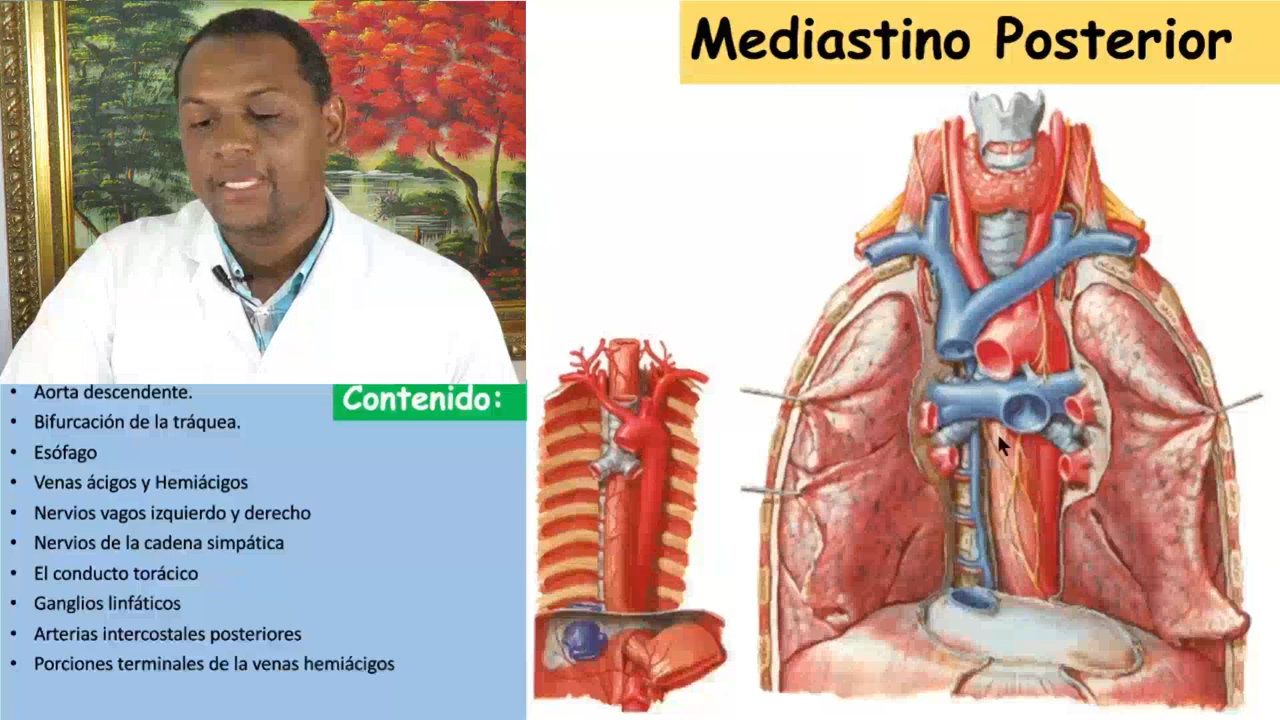 Mediastino Posterior
Contenido:
• Aorta descendente.
• Bifurcación de la tráquea.
• Esófago
• Venas ácigos y Hemiácigos
• Nervios vagos izquierdo y derecho
• Nervios de la cadena simpática
• El conducto torácico
• Ganglios linfáticos
• Arterias intercostales posteriores
• Porciones terminales de la venas hemiácigos